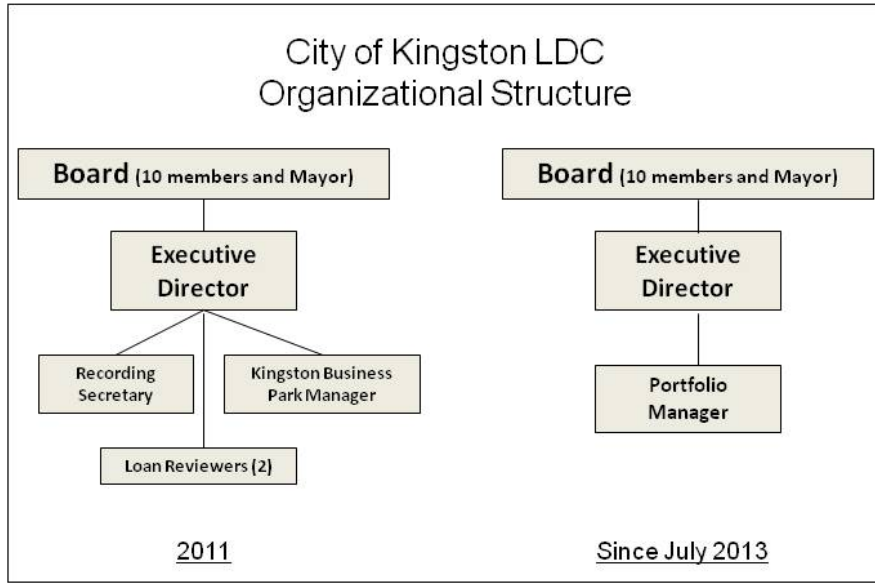 City of Kingston LDC
Organizational Structure
Board (10 members and Mayor)
Executive
Director
Recording
Secretary
Kingston Business
Park Manager
Loan Reviewers (2)
2011
Board (10 members and Mayor)
Executive
Director
Portfolio
Manager
Since July 2013